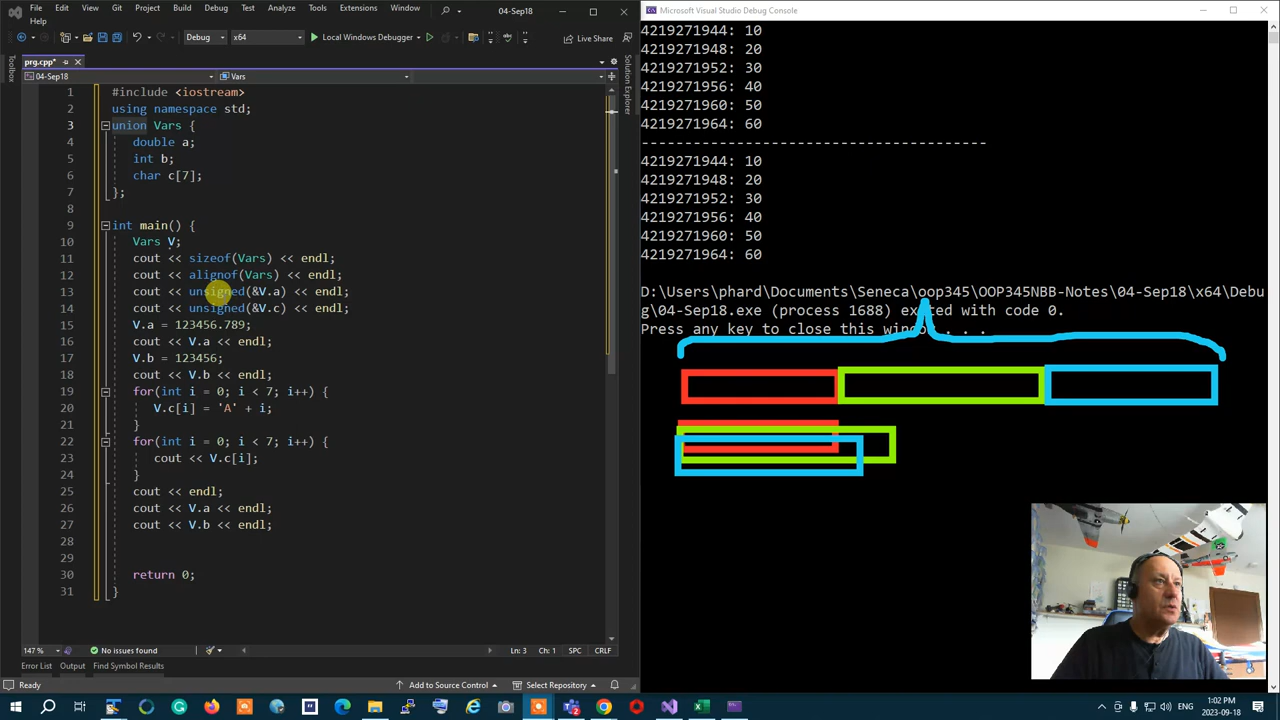 File Edit View Git Project Build Debug Test Analyze Tools Extensions Window
Help
04-Sep18
Debug x64 Local Windows Debugger Live Share
Toolbox
prg.cpp*
04-Sep18 Vars
Solution Explorer
1 #include <iostream>
2 using namespace std;
3 union Vars {
4 double a;
5 int b;
6 char c[7];
7 };
8
9 int main() {
10 Vars V;
11 cout << sizeof(Vars) << endl;
12 cout << alignof(Vars) << endl;
13 cout << unsigned(&V.a) << endl;
14 cout << unsigned(&V.c) << endl;
15 V.a = 123456.789;
16 cout << V.a << endl;
17 V.b = 123456;
18 cout << V.b << endl;
19 for(int i = 0; i < 7; i++) {
20 V.c[i] = 'A' + i;
21 }
22 for(int i = 0; i < 7; i++) {
23 cout << V.c[i];
24 }
25 cout << endl;
26 cout << V.a << endl;
27 cout << V.b << endl;
28
29
30 return 0;
31 }
147 % No issues found Ln: 3 Ch: 1 SPC CRLF
Error List Output Find Symbol Results
Ready Add to Source Control Select Repository
Microsoft Visual Studio Debug Console
4219271944: 10
4219271948: 20
4219271952: 30
4219271956: 40
4219271960: 50
4219271964: 60
----------------------------------------
4219271944: 10
4219271948: 20
4219271952: 30
4219271956: 40
4219271960: 50
4219271964: 60
D:\Users\phard\Documents\Seneca\oop345\OOP345NBB-Notes\04-Sep18\x64\Debu
g\04-Sep18.exe (process 1688) exited with code 0.
Press any key to close this window . . .
ENG
1:02 PM
2023-09-18